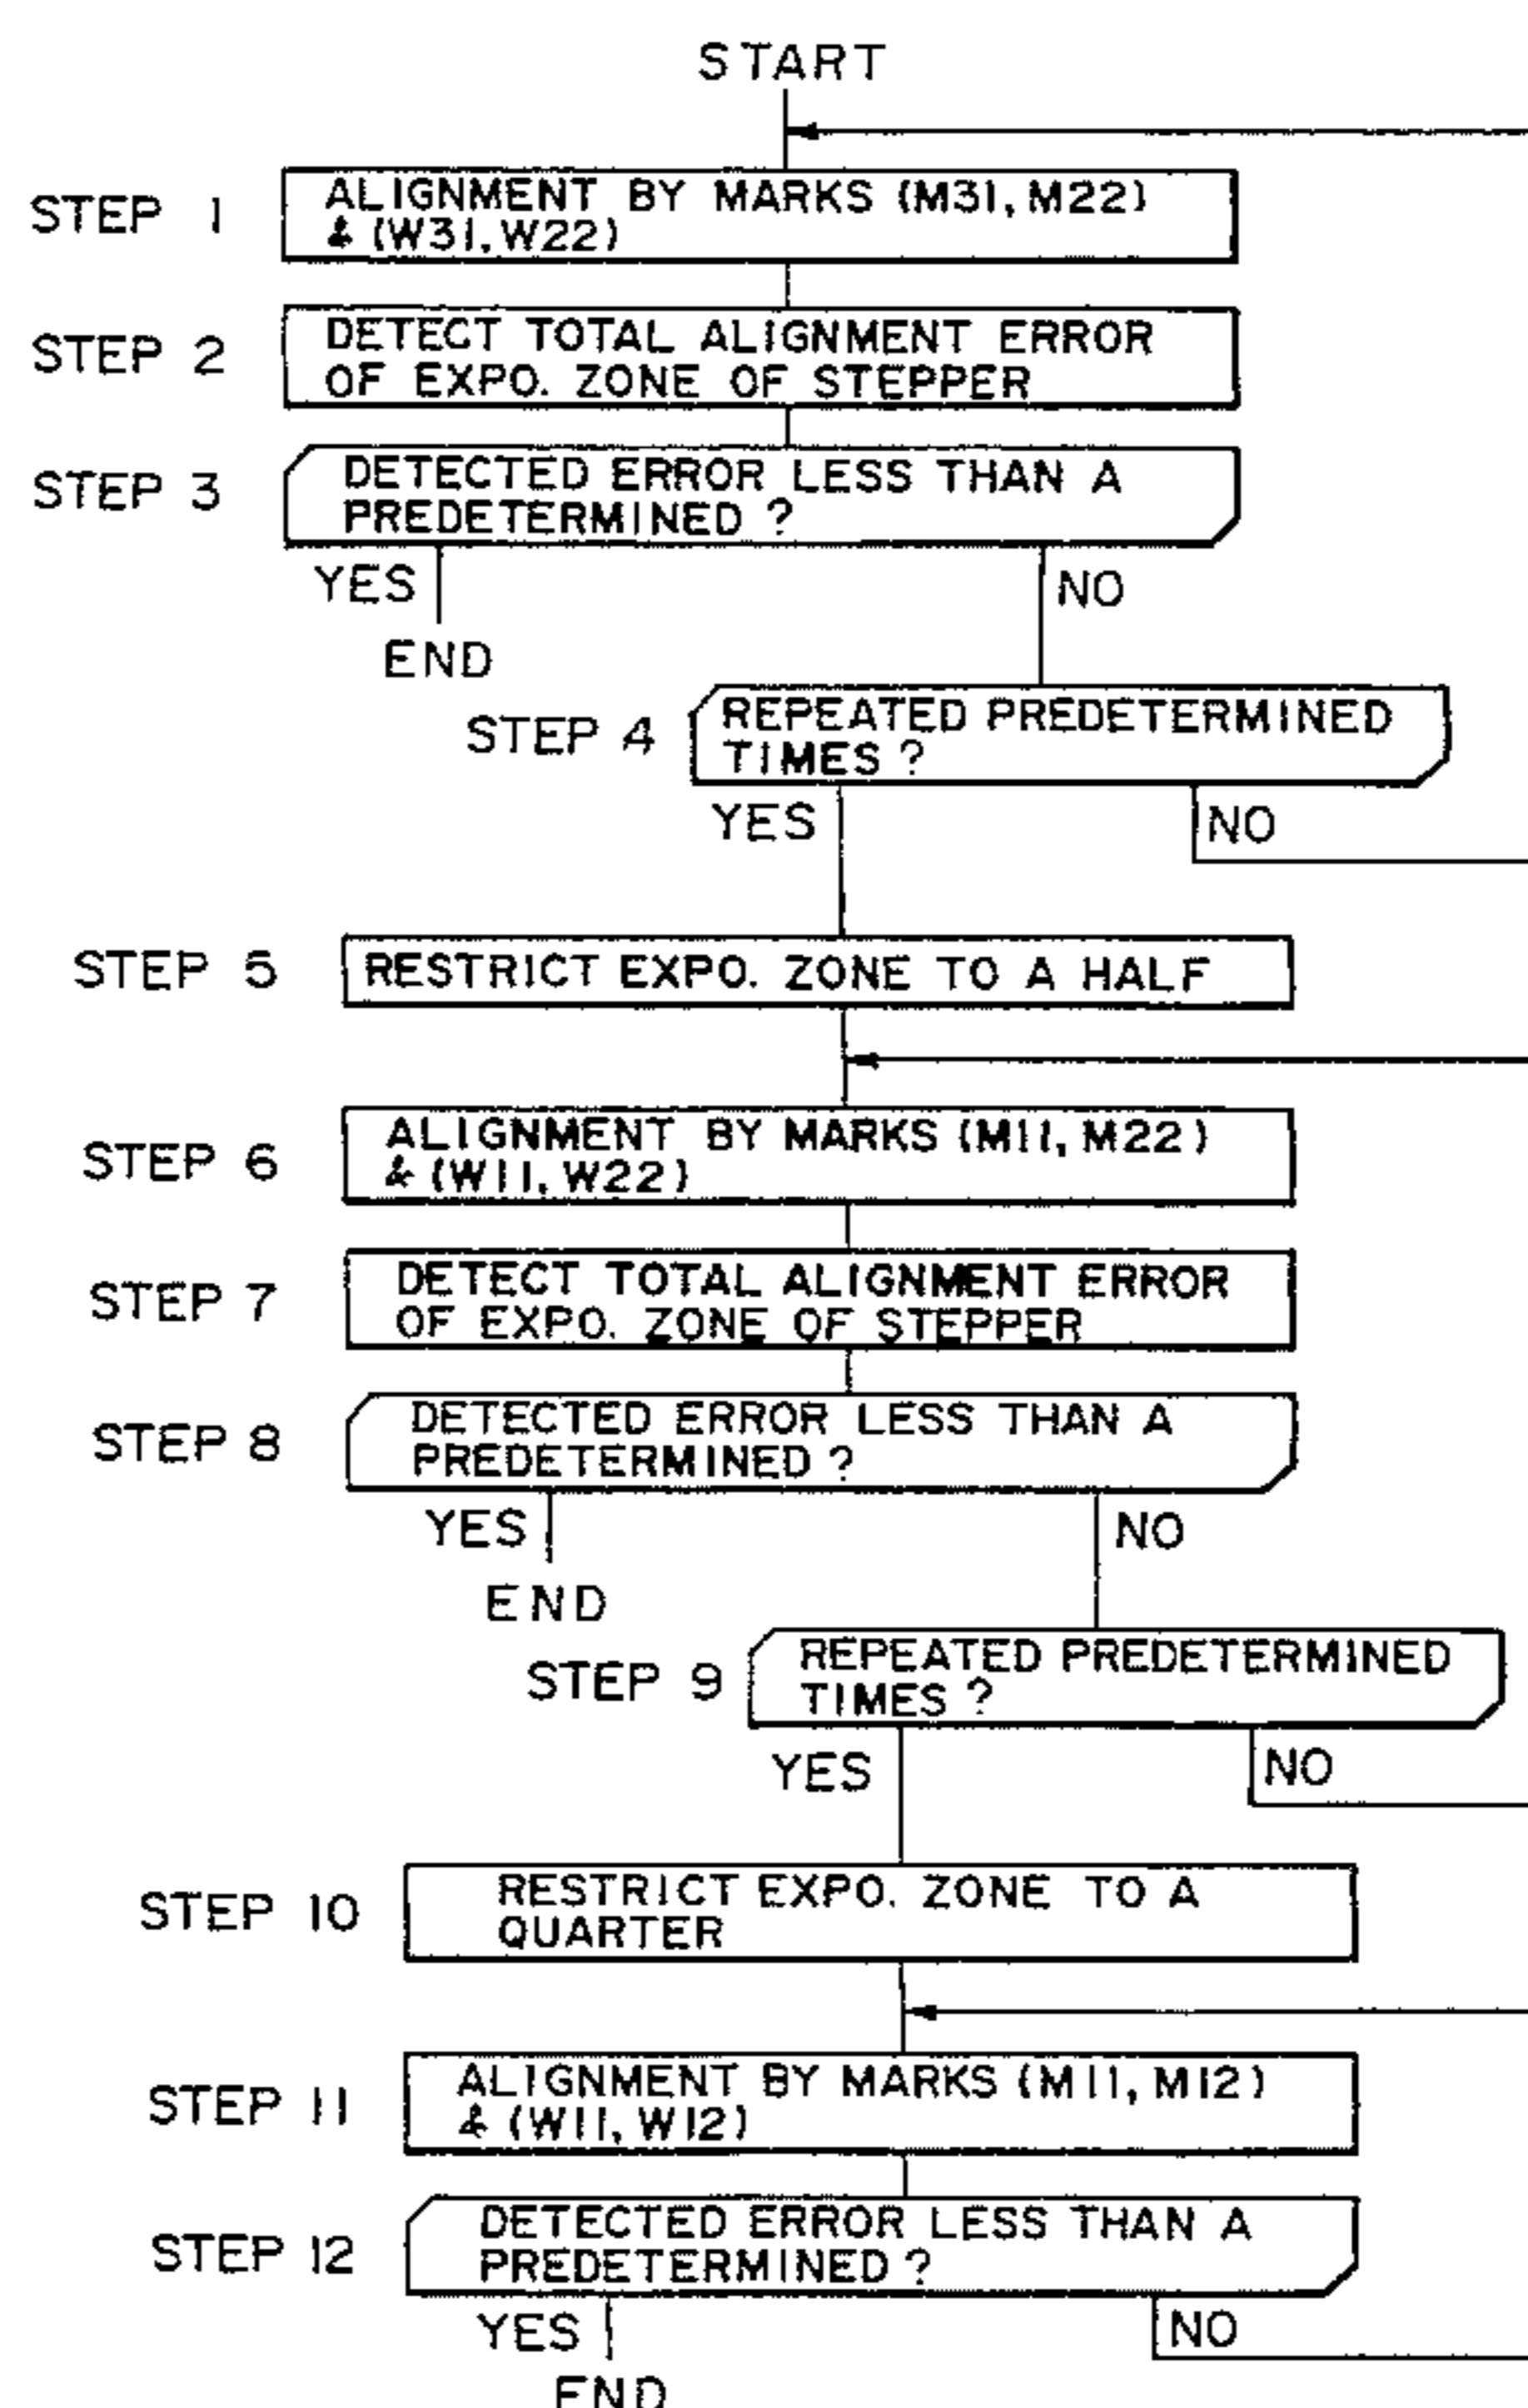 START
STEP 1
ALIGNMENT BY MARKS (M31, M22)
& (W31, W22)
STEP 2
DETECT TOTAL ALIGNMENT ERROR
OF EXPO. ZONE OF STEPPER
STEP 3
DETECTED ERROR LESS THAN A
PREDETERMINED ?
YES
NO
END
STEP 4
REPEATED PREDETERMINED
TIMES ?
YES
NO
STEP 5
RESTRICT EXPO. ZONE TO A HALF
STEP 6
ALIGNMENT BY MARKS (M11, M22)
& (W11, W22)
STEP 7
DETECT TOTAL ALIGNMENT ERROR
OF EXPO. ZONE OF STEPPER
STEP 8
DETECTED ERROR LESS THAN A
PREDETERMINED ?
YES
NO
END
STEP 9
REPEATED PREDETERMINED
TIMES ?
YES
NO
STEP 10
RESTRICT EXPO. ZONE TO A
QUARTER
STEP 11
ALIGNMENT BY MARKS (M11, M12)
& (W11, W12)
STEP 12
DETECTED ERROR LESS THAN A
PREDETERMINED ?
YES
NO
END